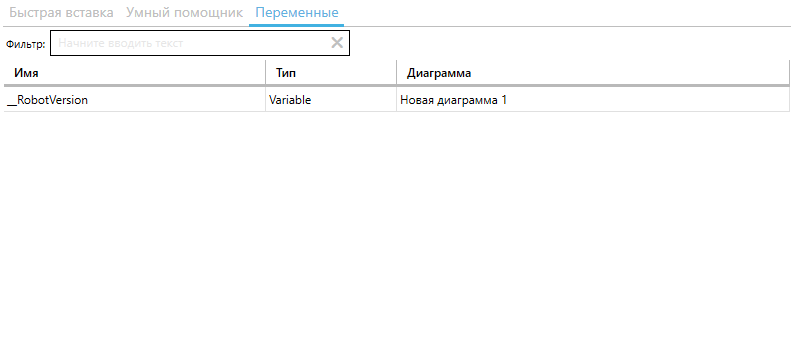 Быстрая вставка Умный помощник Переменные
Фильтр: Начните вводить текст
Имя Тип Диаграмма
__RobotVersion Variable Новая диаграмма 1